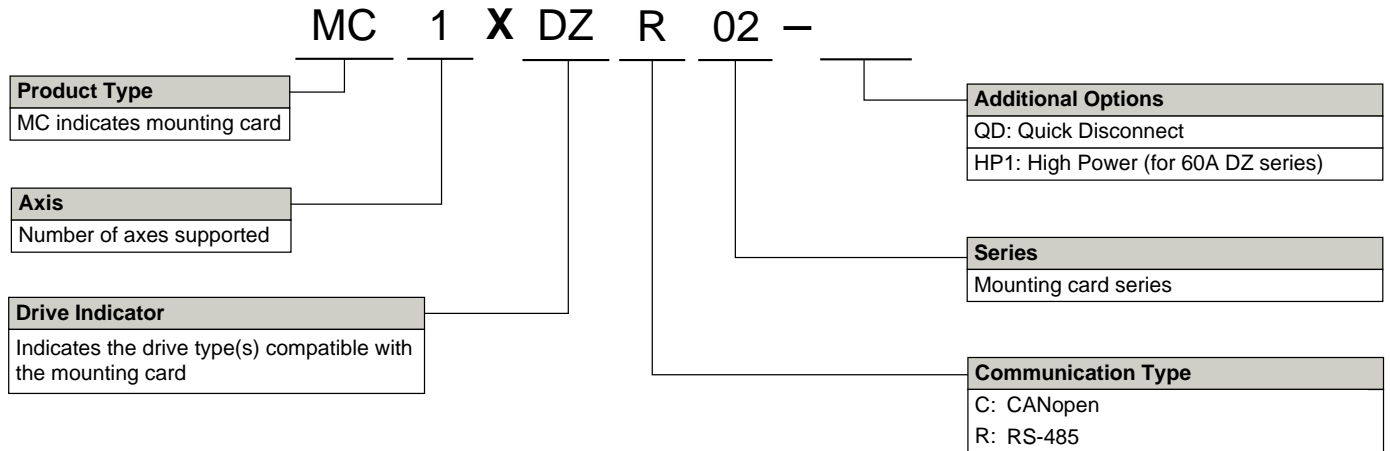 MC 1 X DZ R 02 –
Product Type
MC indicates mounting card
Axis
Number of axes supported
Drive Indicator
Indicates the drive type(s) compatible with
the mounting card
Additional Options
QD: Quick Disconnect
HP1: High Power (for 60A DZ series)
Series
Mounting card series
Communication Type
C: CANopen
R: RS-485